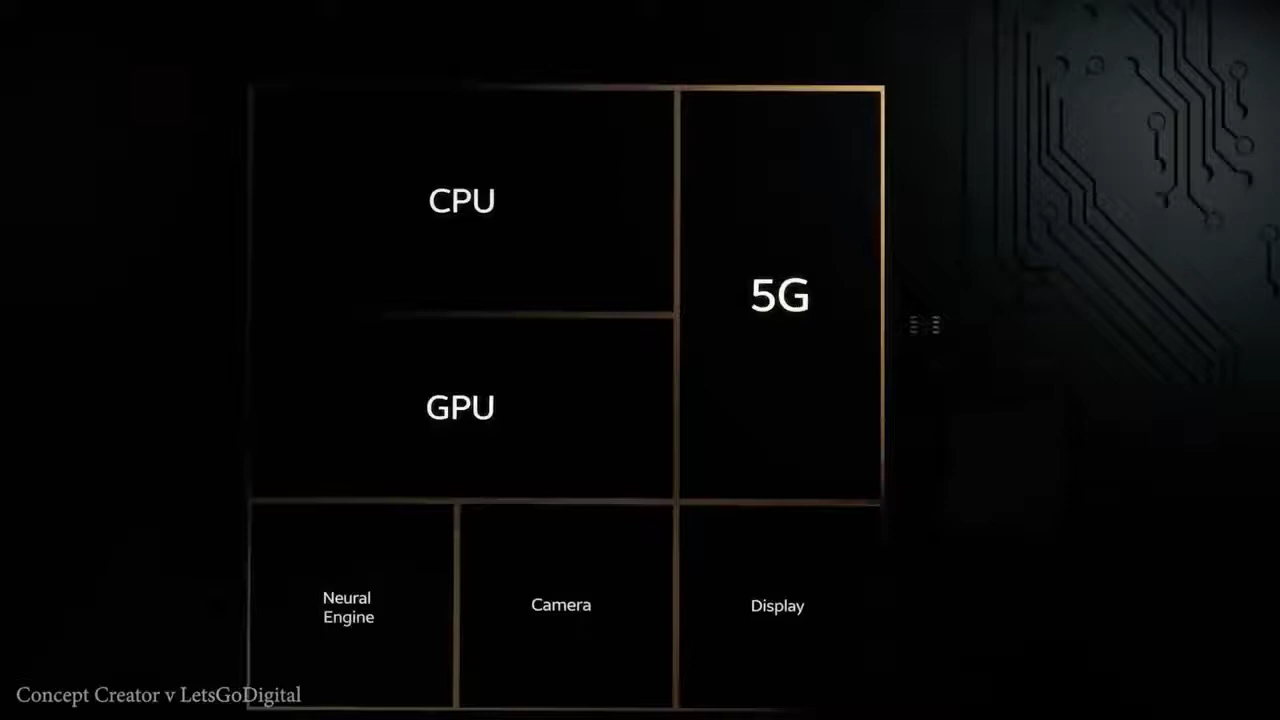 CPU
5G
GPU
Neural
Engine
Camera
Display
Concept Creator v LetsGoDigital